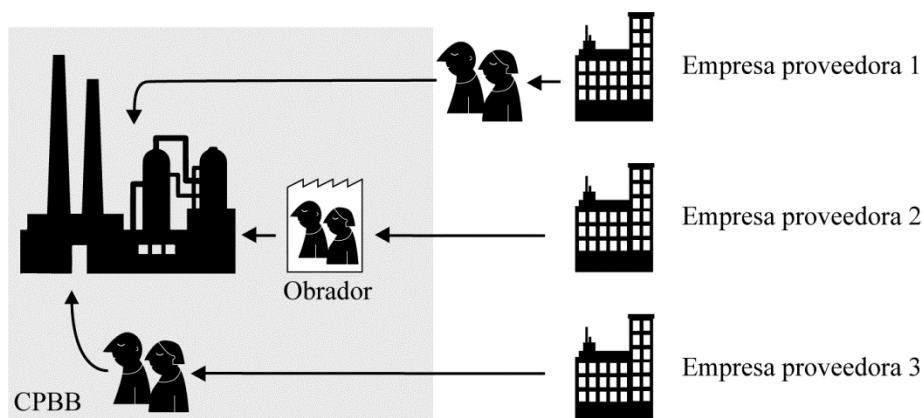 Empresa proveedora 1
Empresa proveedora 2
Obrador
Empresa proveedora 3
CPBB